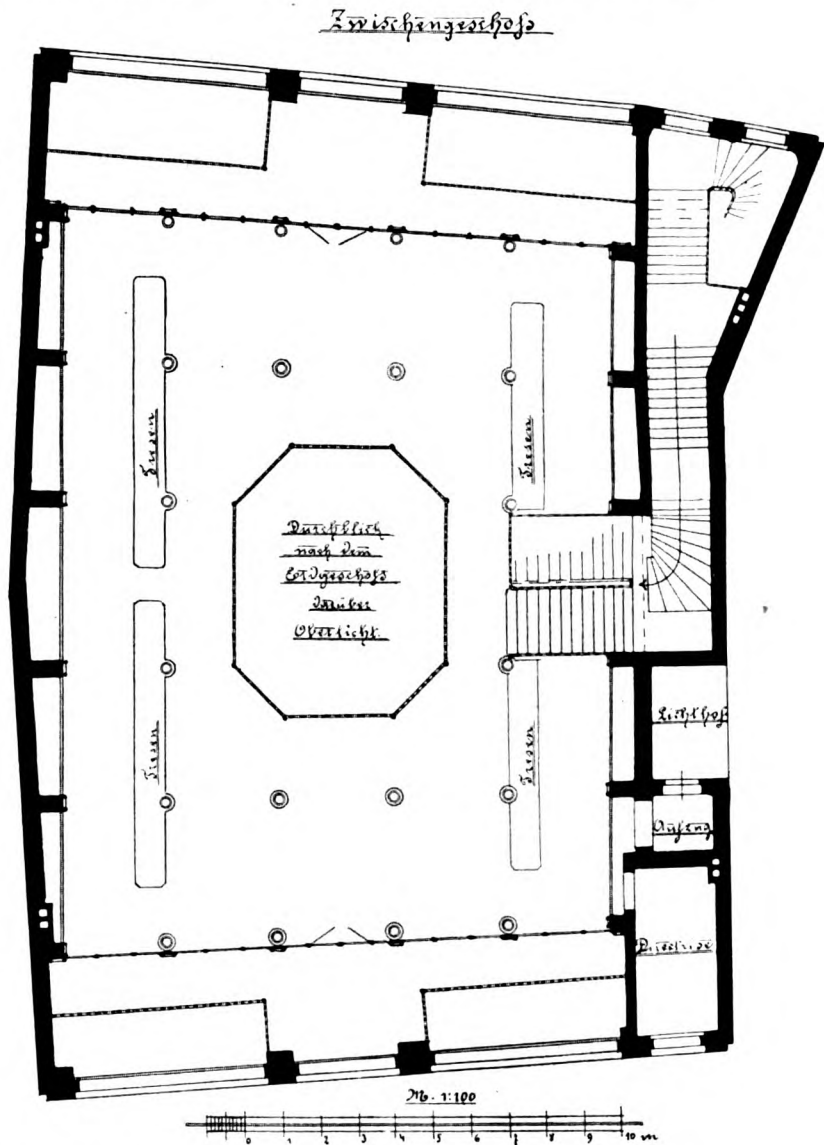 Zwischengeschoß
Tresen
Tresen
Durchblick
nach dem
Erdgeschoß
darüber
Oberlicht.
Tresen
Tresen
Lichthof
Aufzug
M. 1:100
0 1 2 3 4 5 6 7 8 9 10 m